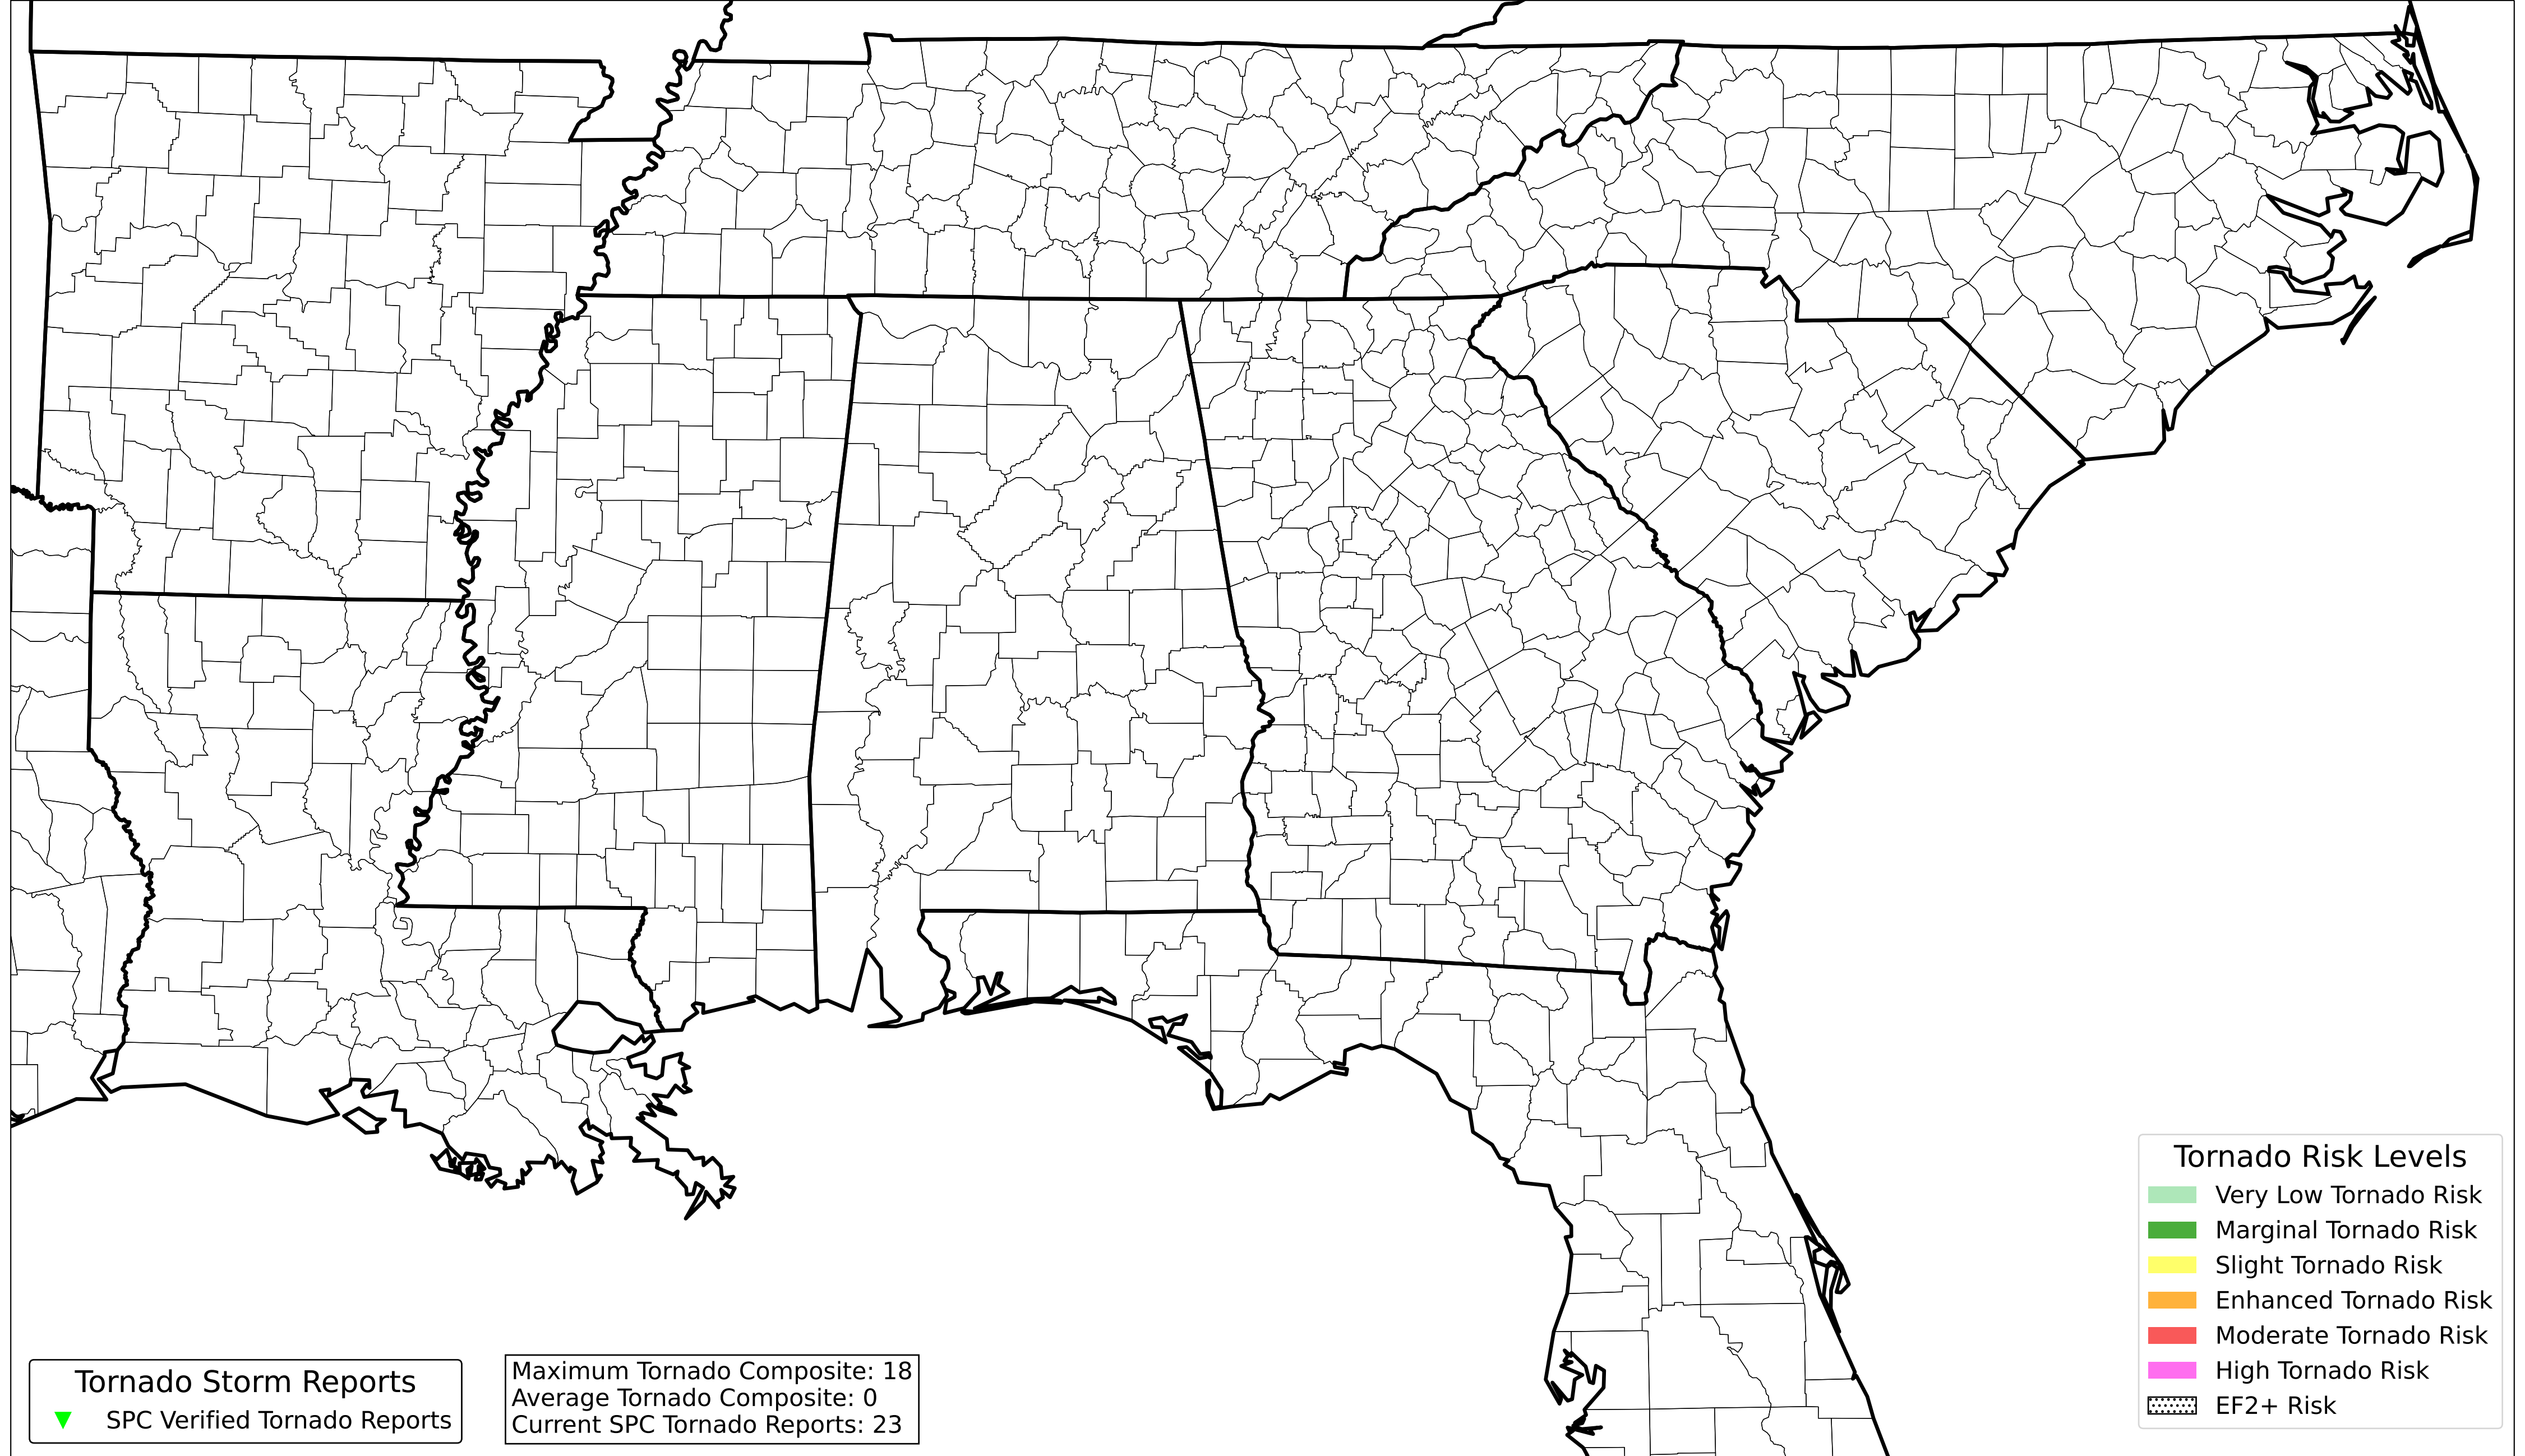 Tornado Risk Levels
Very Low Tornado Risk
Marginal Tornado Risk
Slight Tornado Risk
Enhanced Tornado Risk
Moderate Tornado Risk
High Tornado Risk
EF2+ Risk
Tornado Storm Reports
SPC Verified Tornado Reports
Maximum Tornado Composite: 18
Average Tornado Composite: 0
Current SPC Tornado Reports: 23